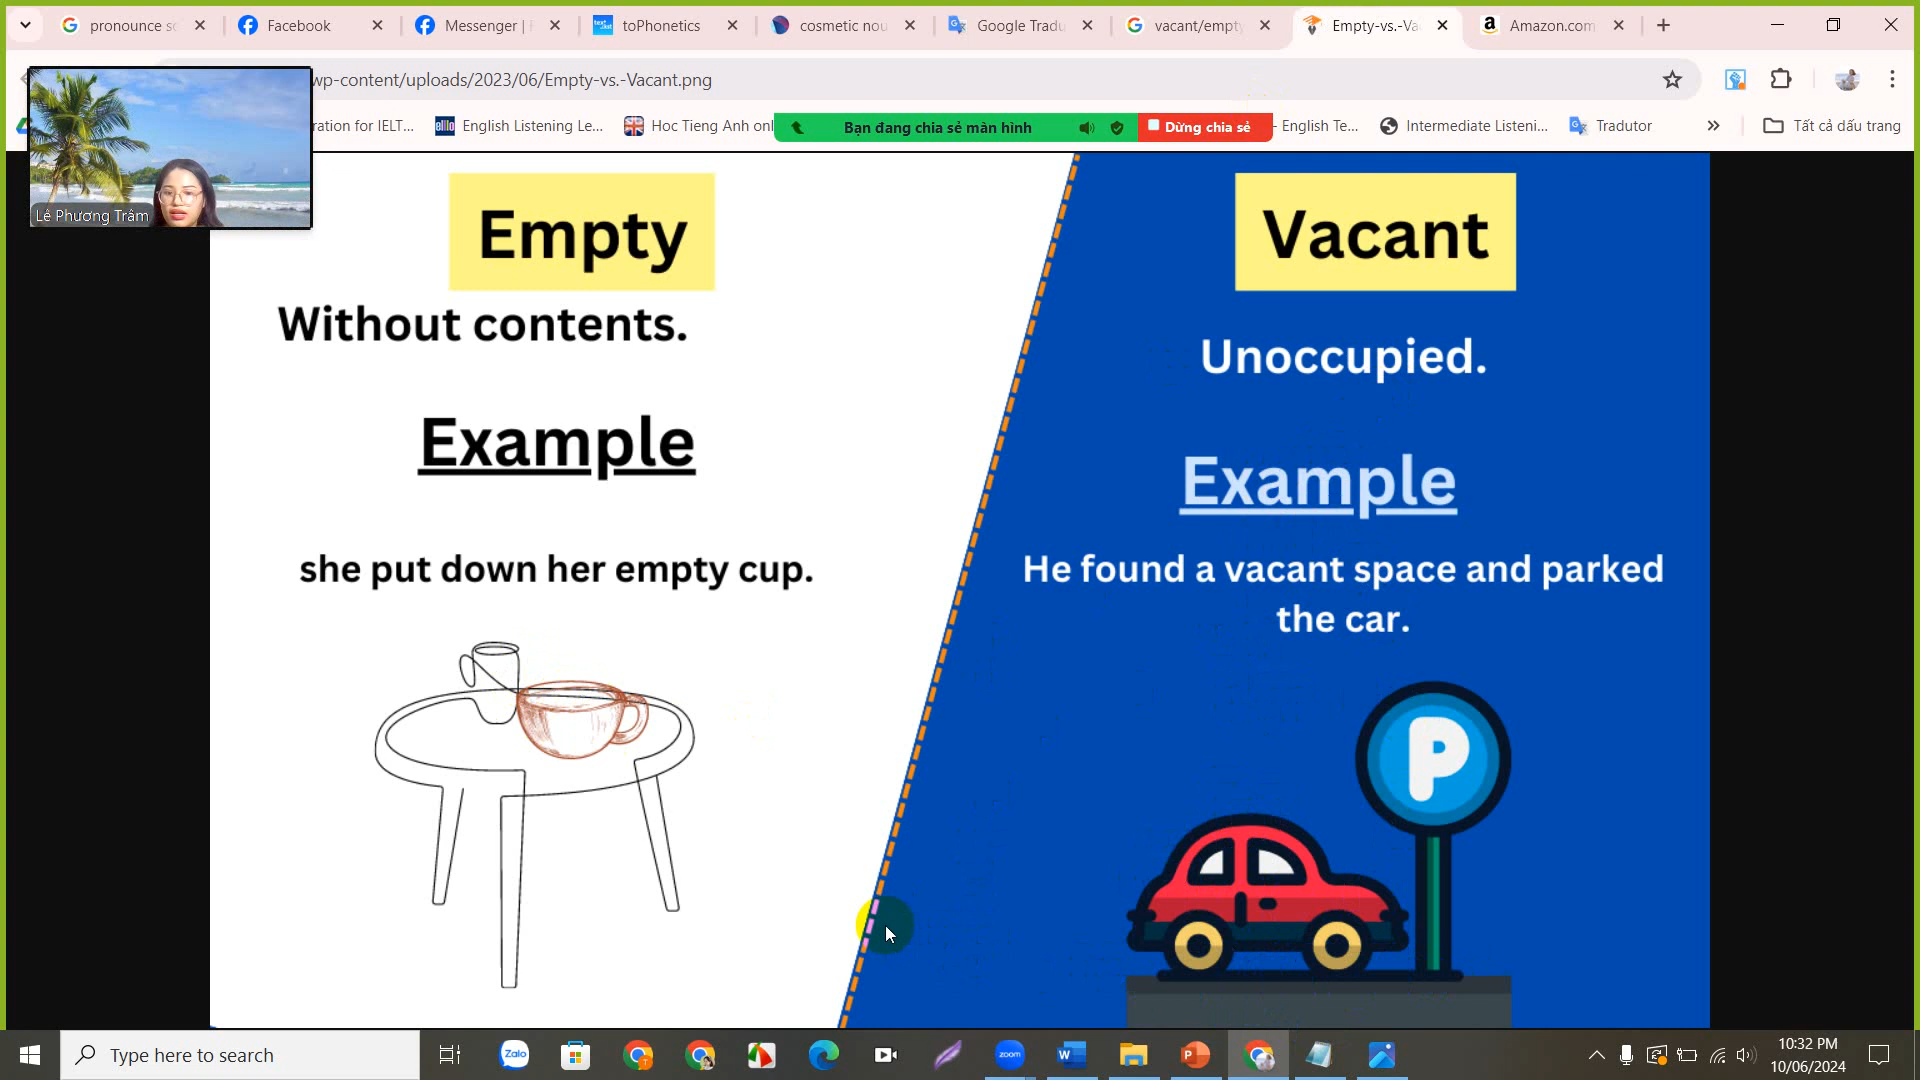 pronounce se
Facebook
Messenger |
toPhonetics
cosmetic nou
Google Tradu
vacant/empty
Empty-vs.-Va
Amazon.com
wp-content/uploads/2023/06/Empty-vs.-Vacant.png
ration for IELT...
elllo
English Listening Le...
Hoc Tieng Anh onl
Bạn đang chia sẻ màn hình
Dừng chia sẻ
English Te...
Intermediate Listeni...
Tradutor
Tất cả dấu trang
Lê Phương Trâm
Empty
Without contents.
Example
she put down her empty cup.
Vacant
Unoccupied.
Example
He found a vacant space and parked
the car.
P
Type here to search
Zalo
zoom
10:32 PM
10/06/2024